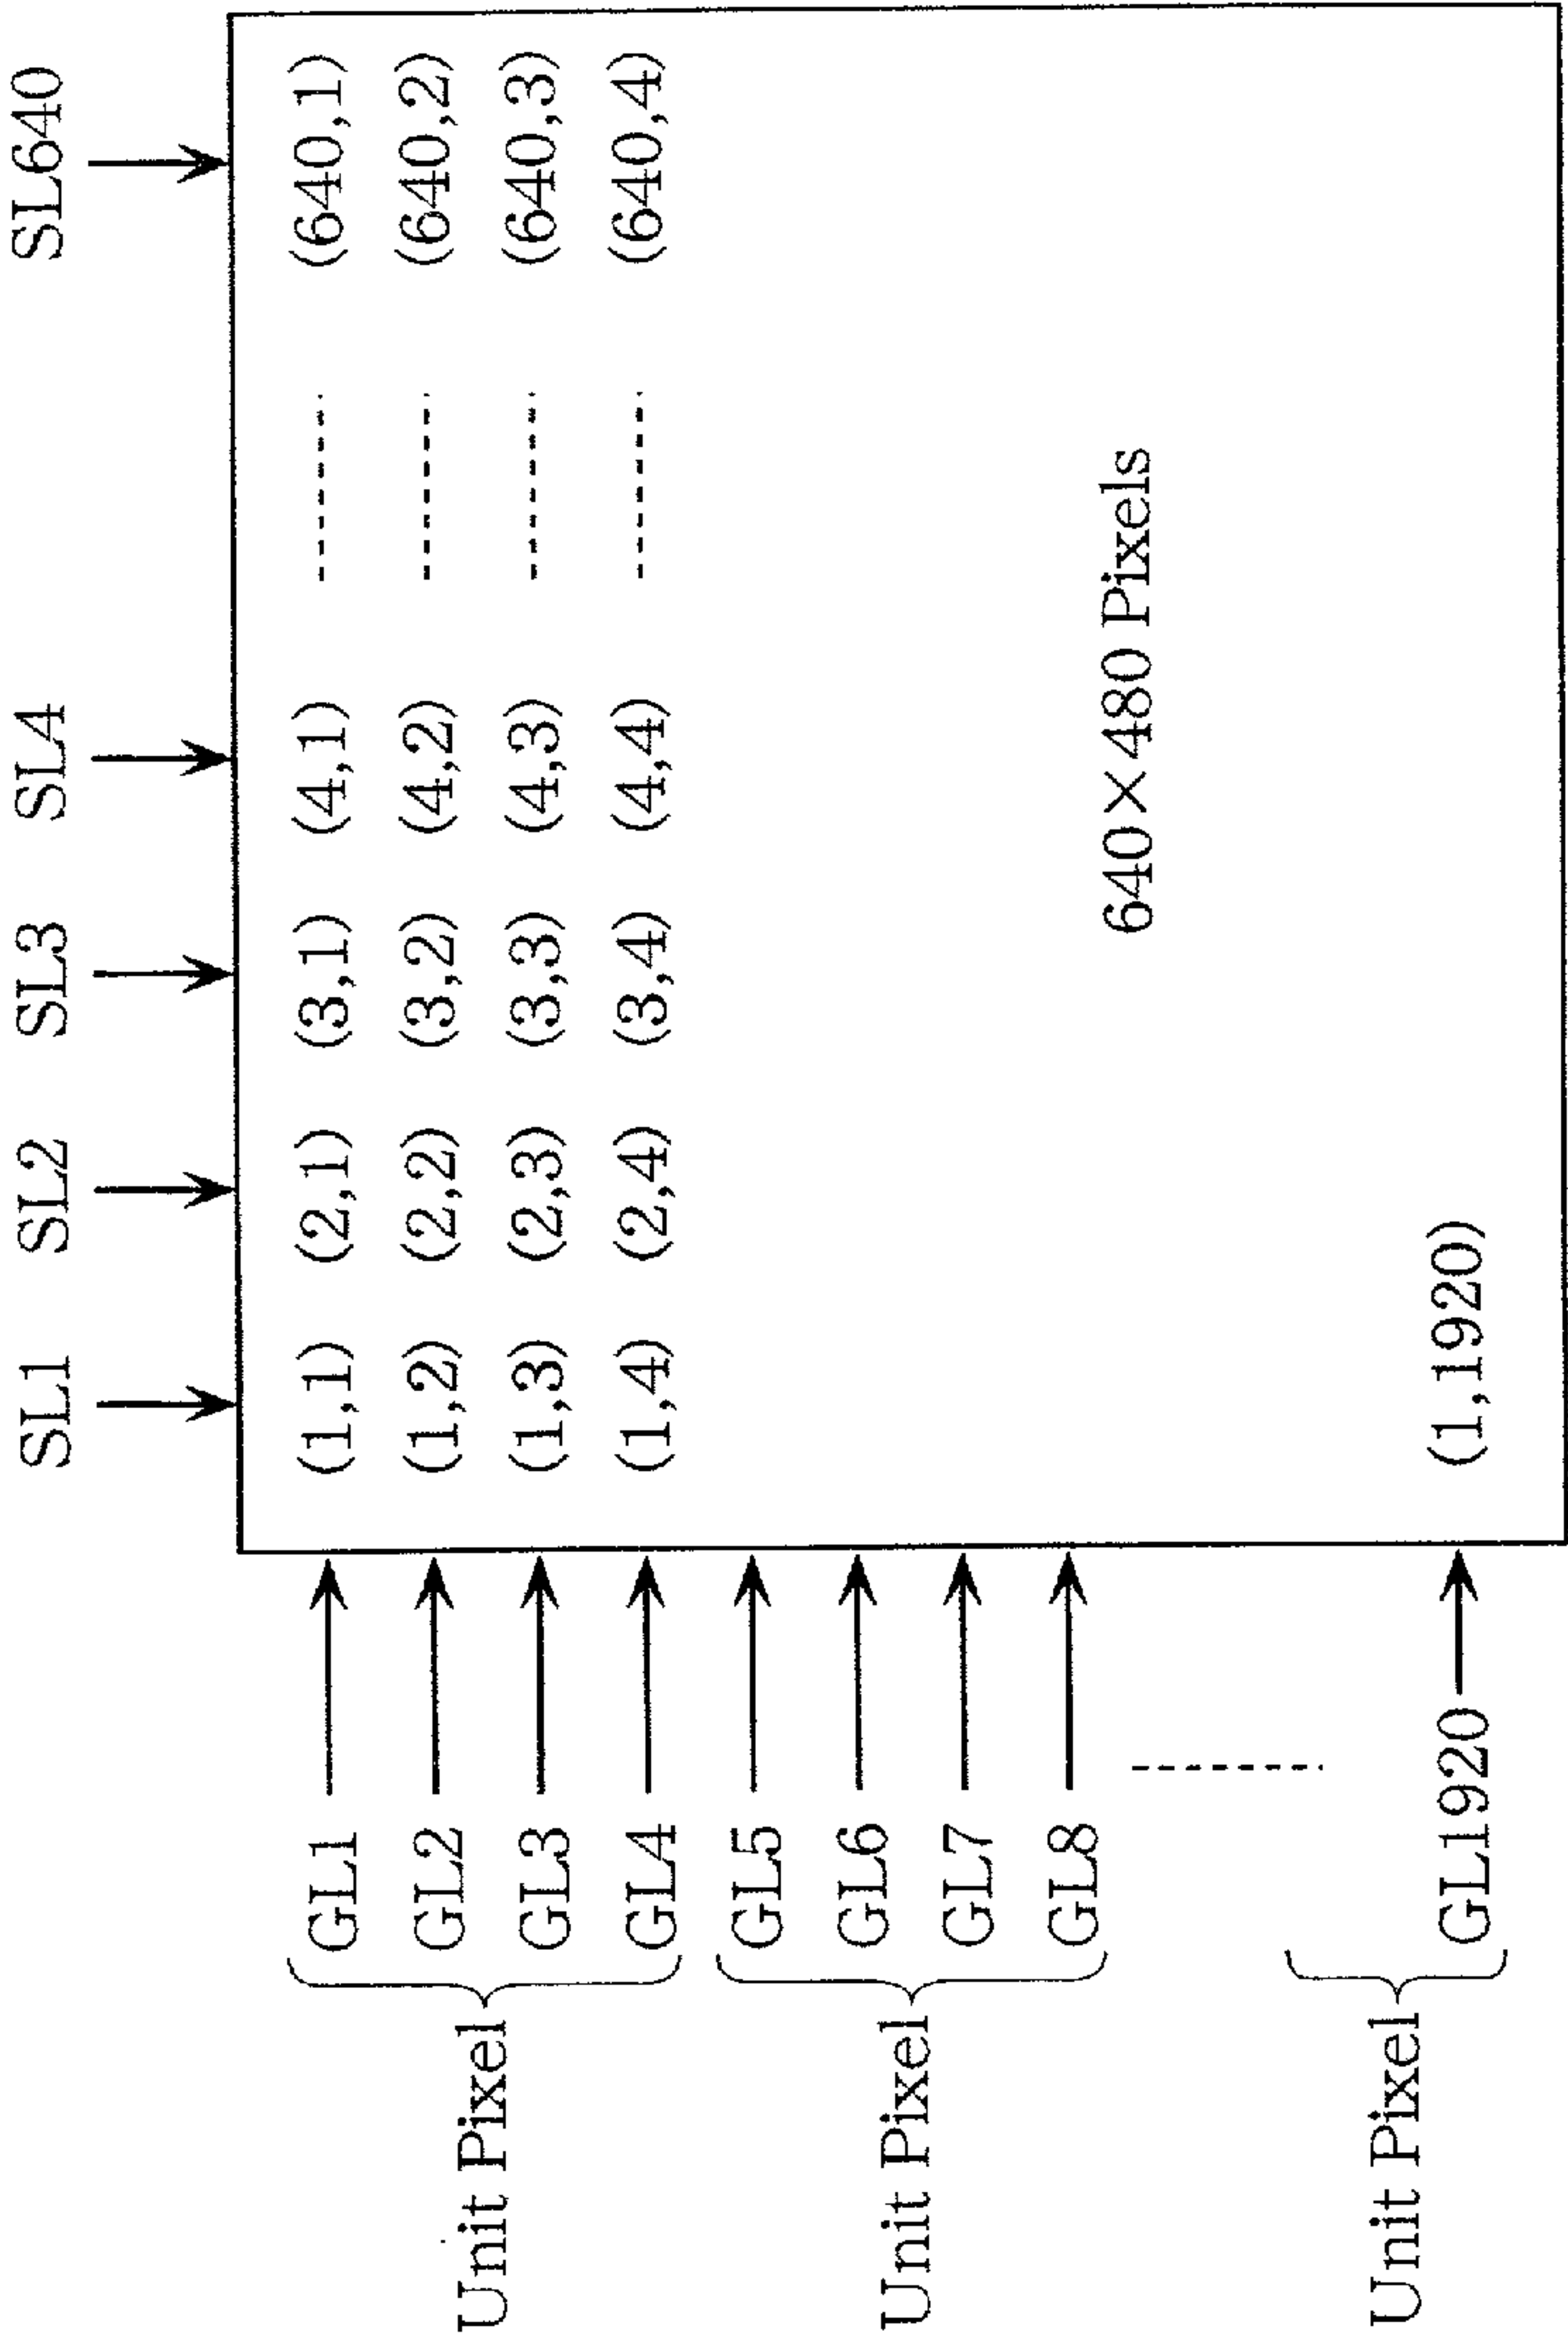 SL1 SL2 SL3 SL4 SL640
GL1 (1,1) (2,1) (3,1) (4,1) (640,1)
GL2 (1,2) (2,2) (3,2) (4,2) (640,2)
GL3 (1,3) (2,3) (3,3) (4,3) (640,3)
GL4 (1,4) (2,4) (3,4) (4,4) (640,4)
Unit Pixel
GL5
GL6
GL7
GL8
Unit Pixel
640×480 Pixels
GL1920 (1,1920)
Unit Pixel